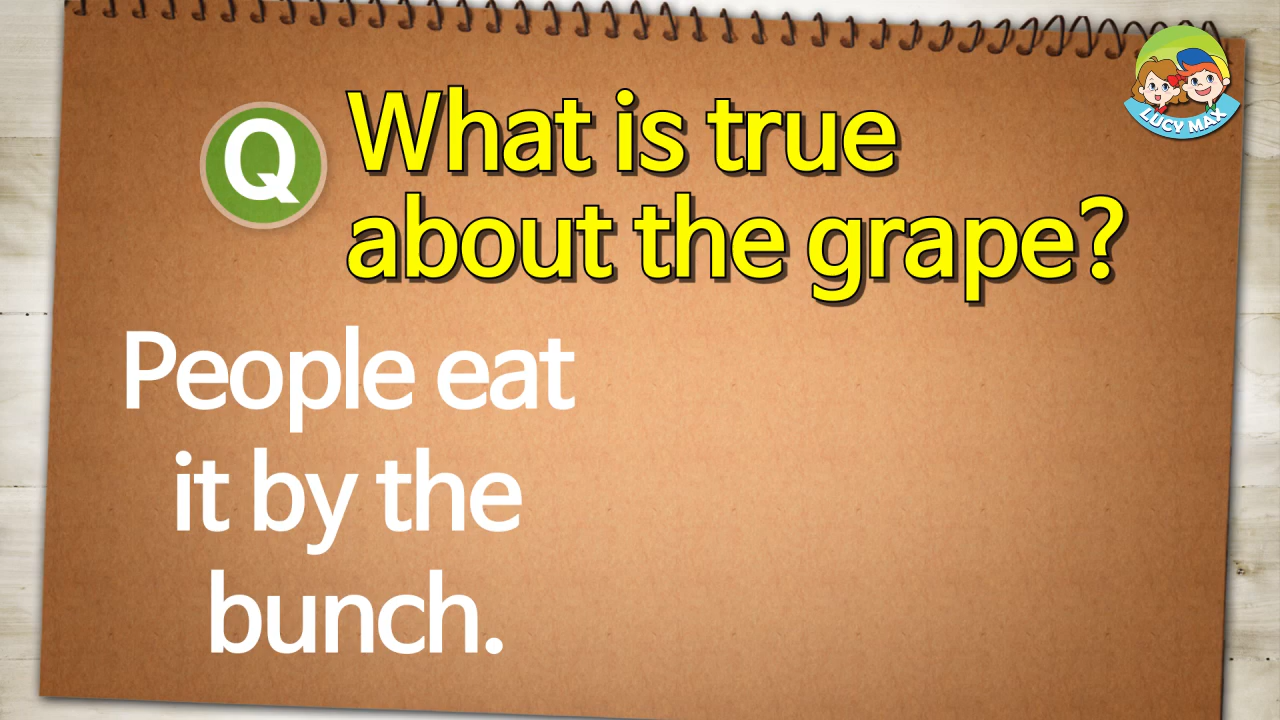 LUCY MAX
Q
What is true
about the grape?
People eat
it by the
bunch.